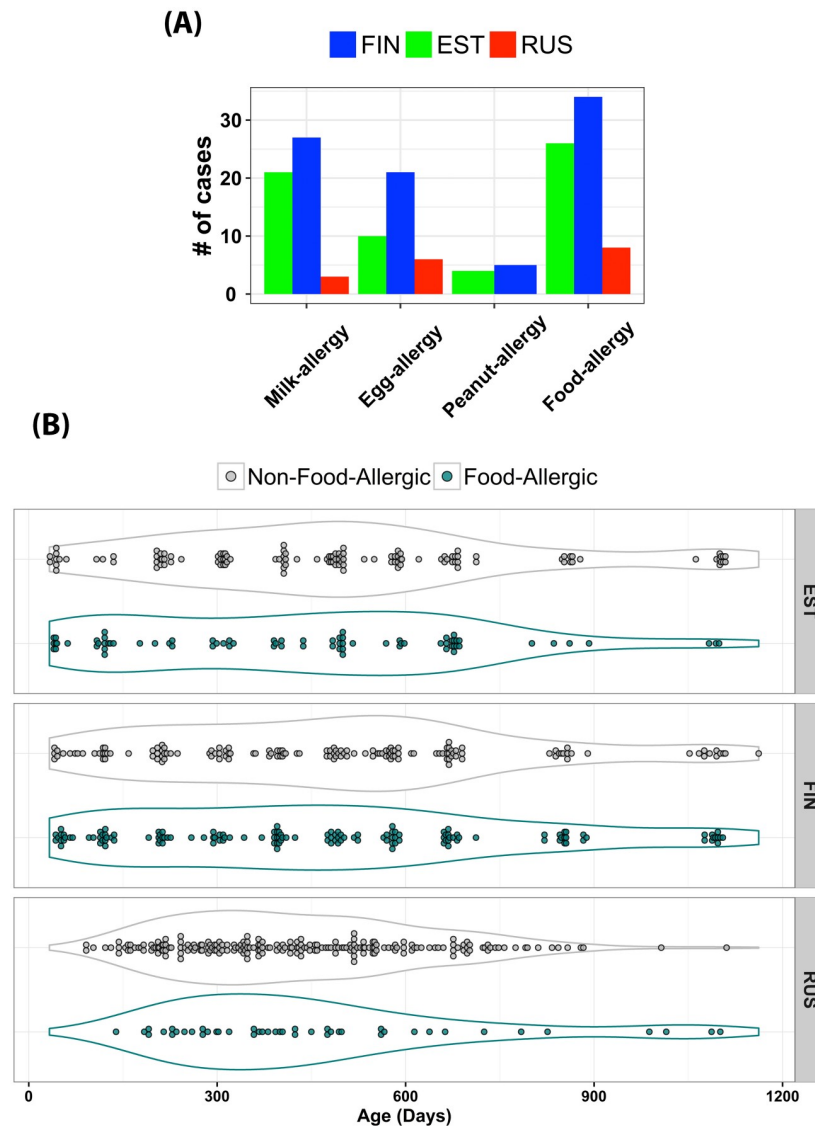 (A)
FIN EST RUS
# of cases
30
20
10
0
Milk-allergy
Egg-allergy
Peanut-allergy
Food-allergy
(B)
Non-Food-Allergic Food-Allergic
EST
FIN
RUS
0 300 600 900 1200
Age (Days)